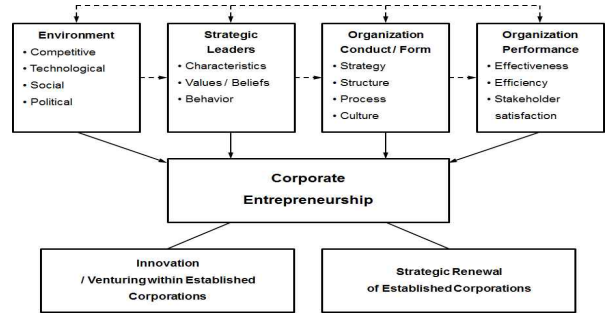 Environment
• Competitive
• Technological
• Social
• Political
Strategic
Leaders
• Characteristics
• Values / Beliefs
• Behavior
Organization
Conduct / Form
• Strategy
• Structure
• Process
• Culture
Organization
Performance
• Effectiveness
• Efficiency
• Stakeholder
satisfaction
Corporate
Entrepreneurship
Innovation
/ Venturing within Established
Corporations
Strategic Renewal
of Established Corporations